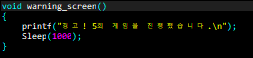 void warning_screen()
{
    printf("경고! 5회 게임을 진행했습니다.\n");
    Sleep(1000);
}